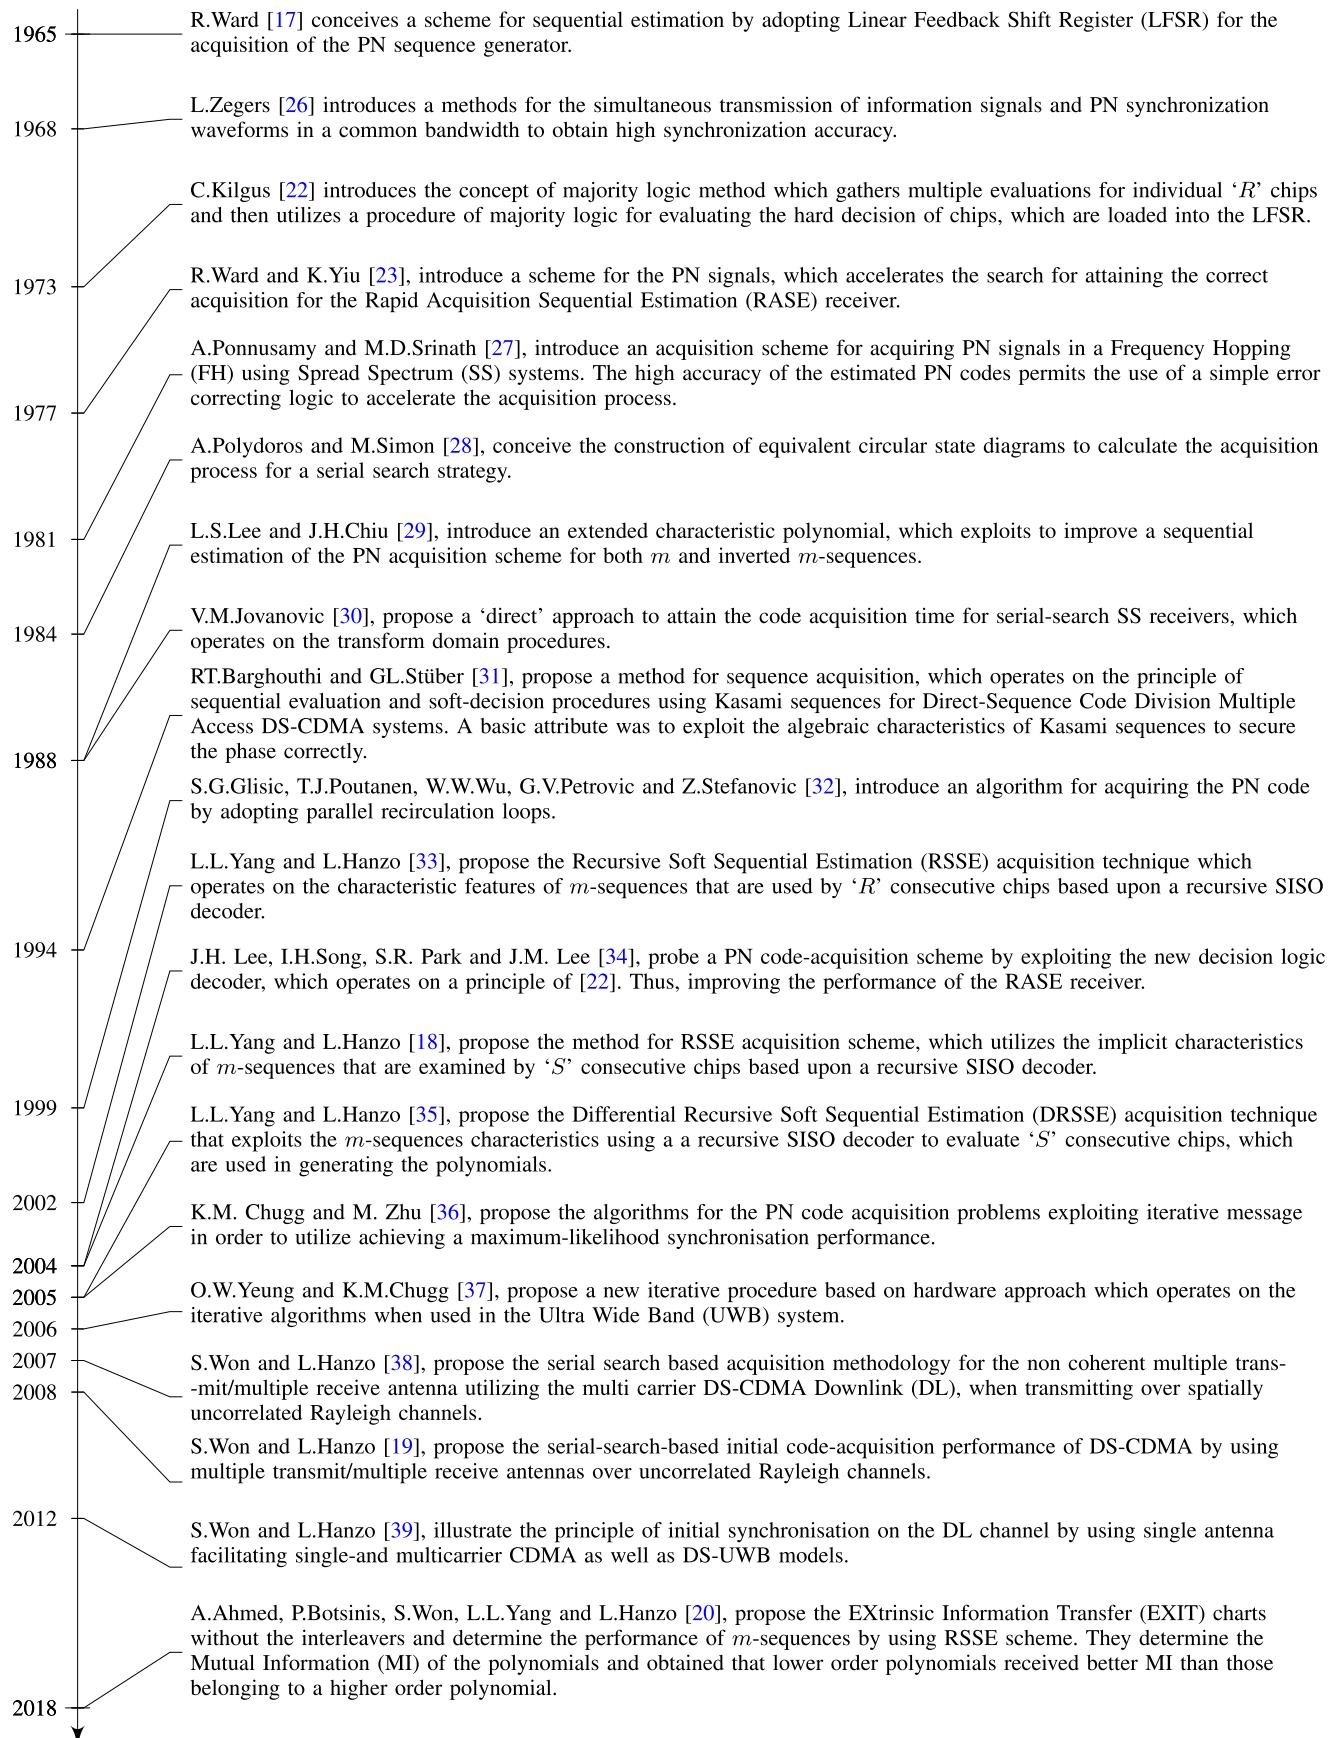 1965
R.Ward [17] conceives a scheme for sequential estimation by adopting Linear Feedback Shift Register (LFSR) for the
acquisition of the PN sequence generator.
1968
L.Zegers [26] introduces a methods for the simultaneous transmission of information signals and PN synchronization
waveforms in a common bandwidth to obtain high synchronization accuracy.
C.Kilgus [22] introduces the concept of majority logic method which gathers multiple evaluations for individual ‘R’ chips
and then utilizes a procedure of majority logic for evaluating the hard decision of chips, which are loaded into the LFSR.
1973
R.Ward and K.Yiu [23], introduce a scheme for the PN signals, which accelerates the search for attaining the correct
acquisition for the Rapid Acquisition Sequential Estimation (RASE) receiver.
A.Ponnusamy and M.D.Srinath [27], introduce an acquisition scheme for acquiring PN signals in a Frequency Hopping
(FH) using Spread Spectrum (SS) systems. The high accuracy of the estimated PN codes permits the use of a simple error
correcting logic to accelerate the acquisition process.
1977
A.Polydoros and M.Simon [28], conceive the construction of equivalent circular state diagrams to calculate the acquisition
process for a serial search strategy.
1981
L.S.Lee and J.H.Chiu [29], introduce an extended characteristic polynomial, which exploits to improve a sequential
estimation of the PN acquisition scheme for both m and inverted m-sequences.
1984
V.M.Jovanovic [30], propose a ‘direct’ approach to attain the code acquisition time for serial-search SS receivers, which
operates on the transform domain procedures.
RT.Barghouthi and GL.Stüber [31], propose a method for sequence acquisition, which operates on the principle of
sequential evaluation and soft-decision procedures using Kasami sequences for Direct-Sequence Code Division Multiple
Access DS-CDMA systems. A basic attribute was to exploit the algebraic characteristics of Kasami sequences to secure
the phase correctly.
1988
S.G.Glisic, T.J.Poutanen, W.W.Wu, G.V.Petrovic and Z.Stefanovic [32], introduce an algorithm for acquiring the PN code
by adopting parallel recirculation loops.
L.L.Yang and L.Hanzo [33], propose the Recursive Soft Sequential Estimation (RSSE) acquisition technique which
operates on the characteristic features of m-sequences that are used by ‘R’ consecutive chips based upon a recursive SISO
decoder.
1994
J.H. Lee, I.H.Song, S.R. Park and J.M. Lee [34], probe a PN code-acquisition scheme by exploiting the new decision logic
decoder, which operates on a principle of [22]. Thus, improving the performance of the RASE receiver.
L.L.Yang and L.Hanzo [18], propose the method for RSSE acquisition scheme, which utilizes the implicit characteristics
of m-sequences that are examined by ‘S’ consecutive chips based upon a recursive SISO decoder.
1999
L.L.Yang and L.Hanzo [35], propose the Differential Recursive Soft Sequential Estimation (DRSSE) acquisition technique
that exploits the m-sequences characteristics using a a recursive SISO decoder to evaluate ‘S’ consecutive chips, which
are used in generating the polynomials.
2002
K.M. Chugg and M. Zhu [36], propose the algorithms for the PN code acquisition problems exploiting iterative message
in order to utilize achieving a maximum-likelihood synchronisation performance.
2004
2005
O.W.Yeung and K.M.Chugg [37], propose a new iterative procedure based on hardware approach which operates on the
iterative algorithms when used in the Ultra Wide Band (UWB) system.
2006
2007
S.Won and L.Hanzo [38], propose the serial search based acquisition methodology for the non coherent multiple trans-
-mit/multiple receive antenna utilizing the multi carrier DS-CDMA Downlink (DL), when transmitting over spatially
uncorrelated Rayleigh channels.
2008
S.Won and L.Hanzo [19], propose the serial-search-based initial code-acquisition performance of DS-CDMA by using
multiple transmit/multiple receive antennas over uncorrelated Rayleigh channels.
2012
S.Won and L.Hanzo [39], illustrate the principle of initial synchronisation on the DL channel by using single antenna
facilitating single-and multicarrier CDMA as well as DS-UWB models.
A.Ahmed, P.Botsinis, S.Won, L.L.Yang and L.Hanzo [20], propose the EXtrinsic Information Transfer (EXIT) charts
without the interleavers and determine the performance of m-sequences by using RSSE scheme. They determine the
Mutual Information (MI) of the polynomials and obtained that lower order polynomials received better MI than those
belonging to a higher order polynomial.
2018